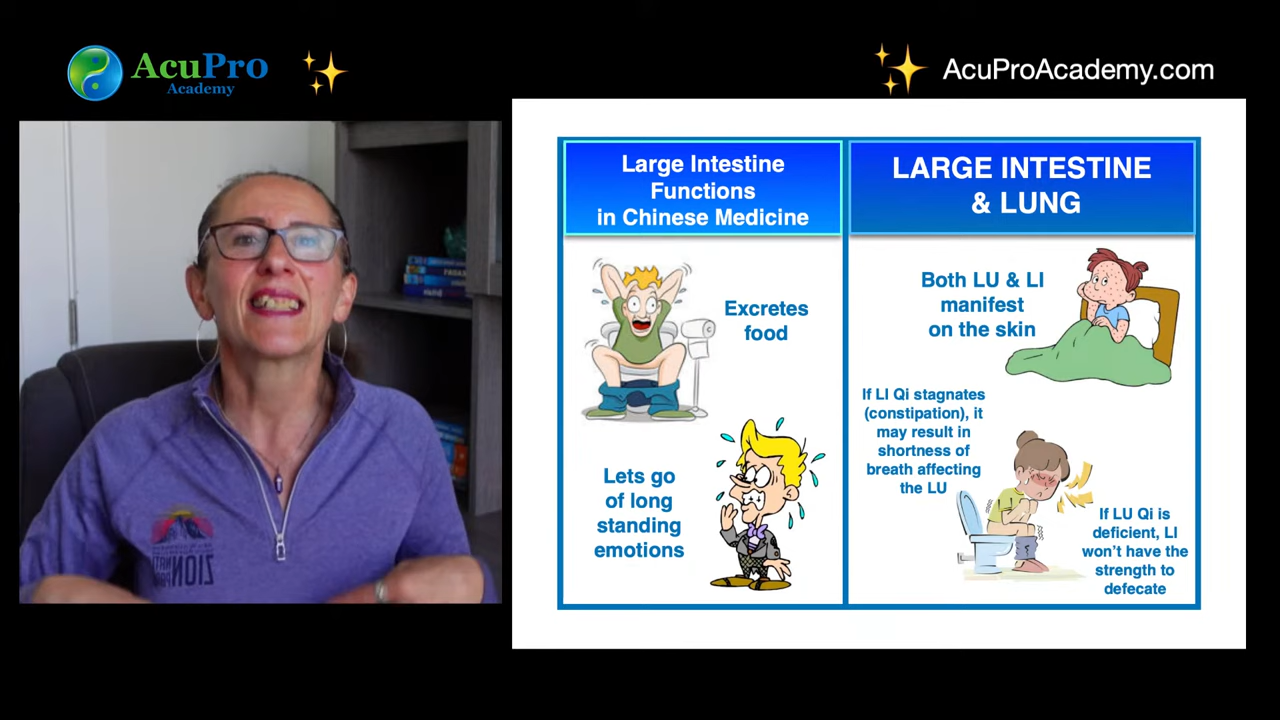 AcuPro
Academy
AcuProAcademy.com
Large Intestine
Functions
in Chinese Medicine
Excretes
food
Lets go
of long
standing
emotions
LARGE INTESTINE
& LUNG
Both LU & LI
manifest
on the skin
If LI Qi stagnates
(constipation), it
may result in
shortness of
breath affecting
the LU
If LU Qi is
deficient, LI
won't have the
strength to
defecate
ZION